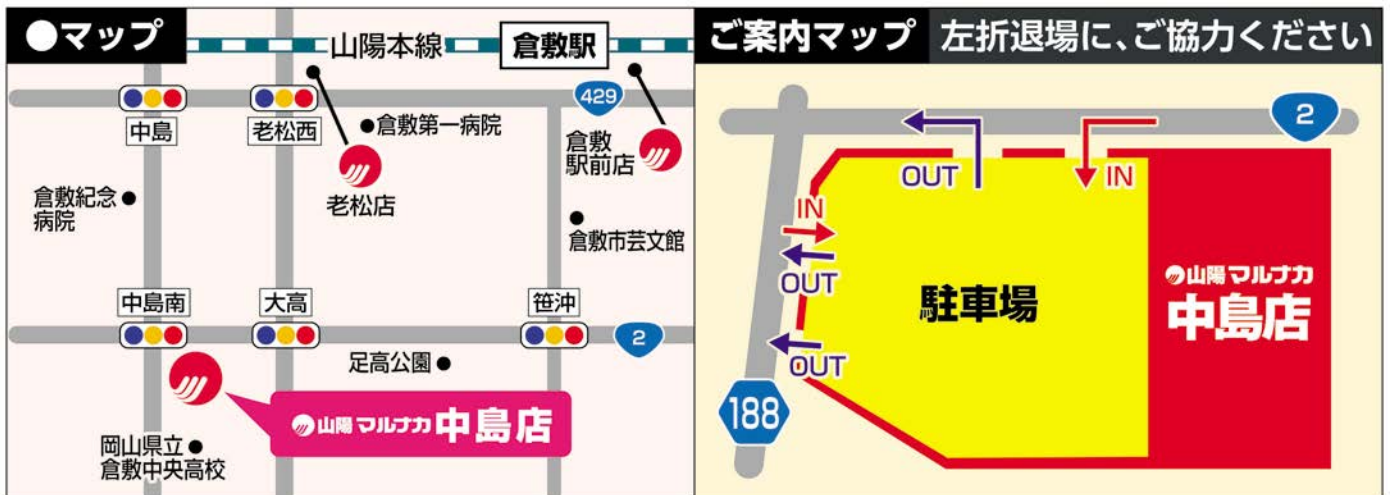 ●マップ
山陽本線
倉敷駅
429
中島
老松西
●倉敷第一病院
倉敷
駅前店
老松店
倉敷紀念
病院
倉敷市芸文館
中島南
大高
笹沖
2
足高公園
山陽マルナカ 中島店
岡山県立
倉敷中央高校
ご案内マップ 左折退場に、ご協力ください
2
OUT
IN
IN
OUT
OUT
駐車場
山陽マルナカ
中島店
188